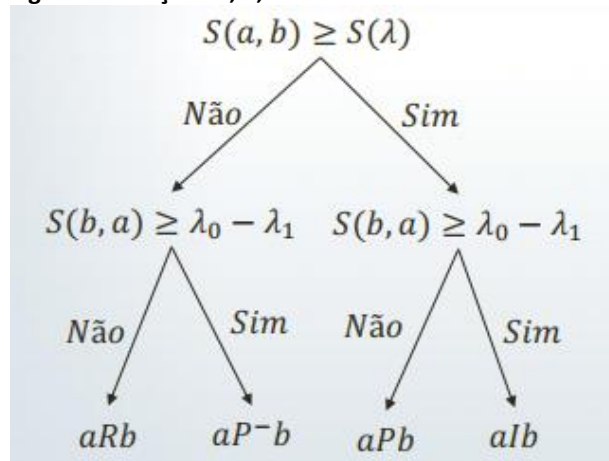 S(a, b) ≥ S(λ)
Não Sim
S(b, a) ≥ λ₀ − λ₁ S(b, a) ≥ λ₀ − λ₁
Não Sim Não Sim
aRb aP⁻b aPb aIb